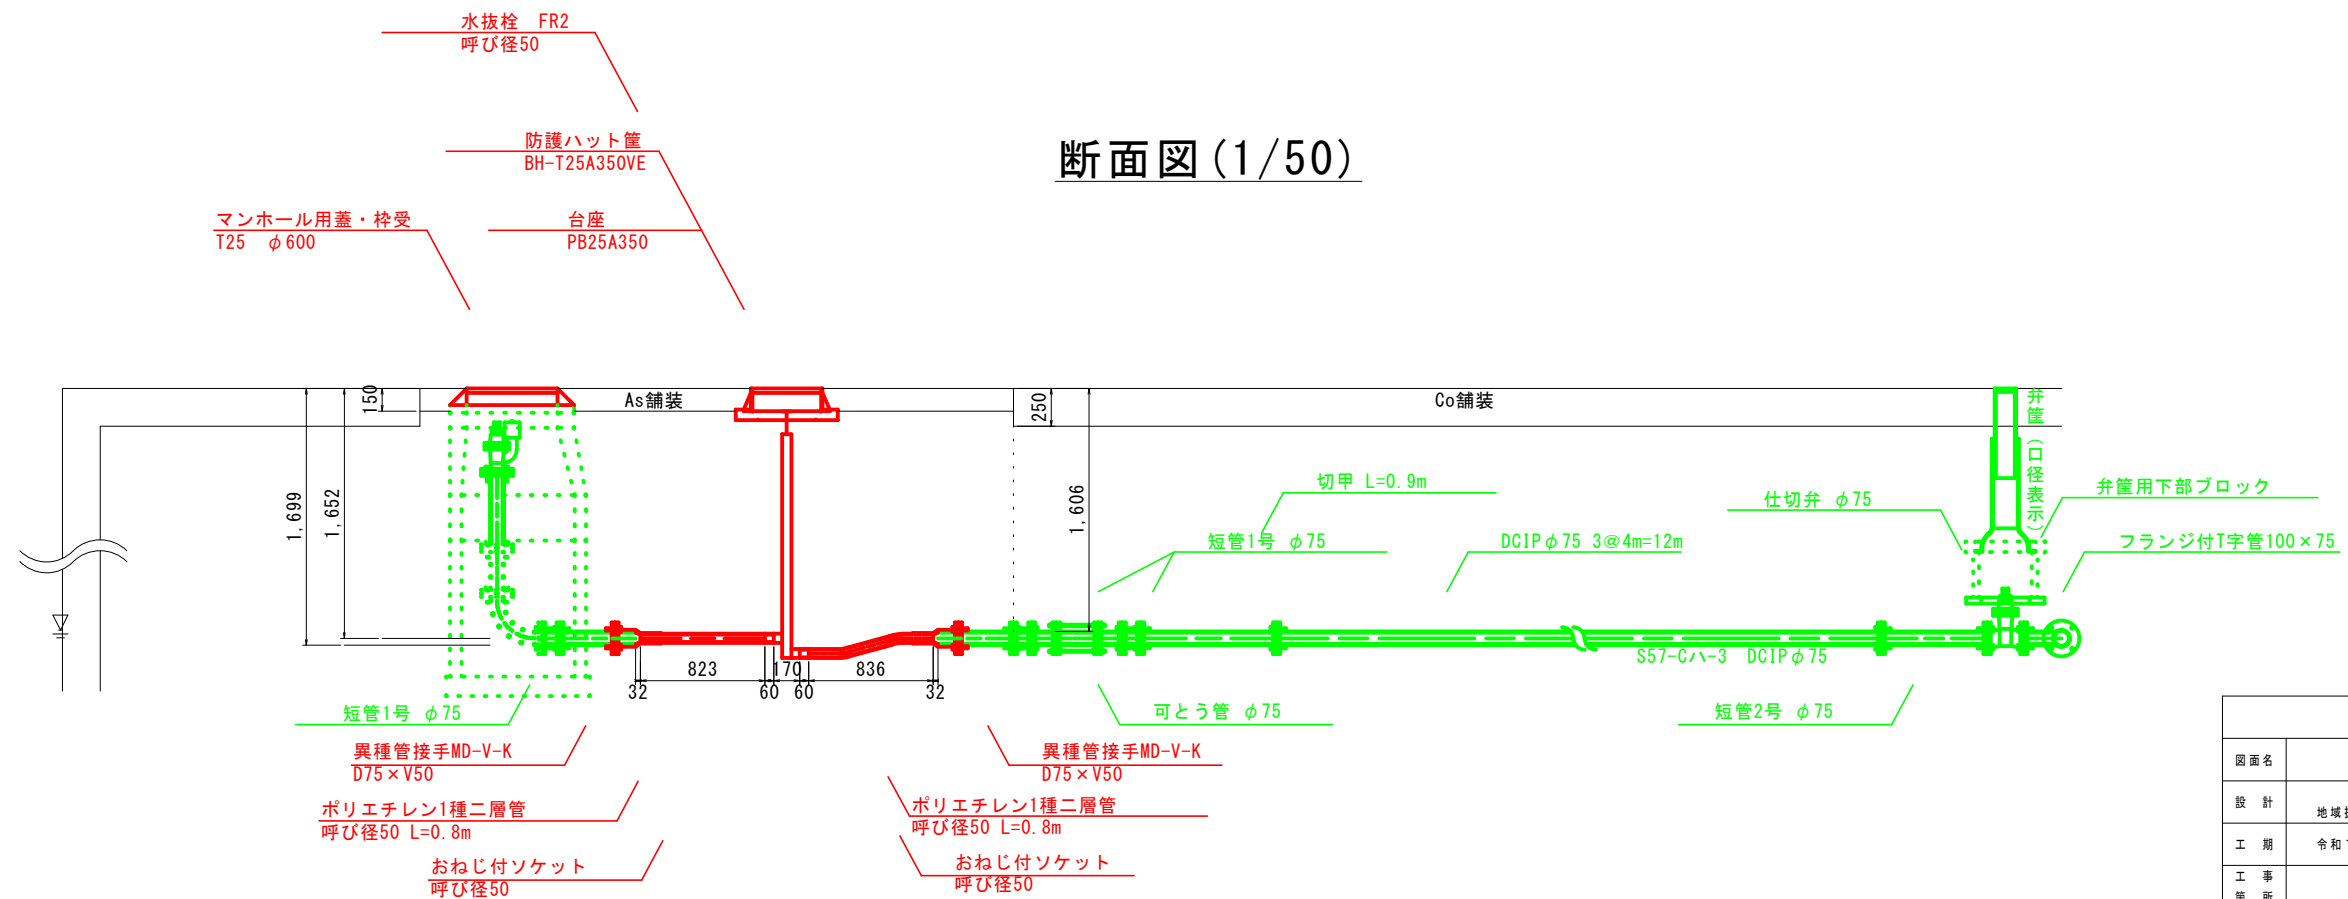 水抜栓 FR2
呼び径50
防護ハット筐
BH-T25A350VE
断面図(1/50)
マンホール用蓋・枠受
T25 φ600
台座
PB25A350
150
As舗装
250
Co舗装
弁筐(口径表示)
1,699
1,652
1,606
切甲 L=0.9m
仕切弁 φ75
弁筐用下部ブロック
短管1号 φ75
DCIPφ75 3@4m=12m
フランジ付T字管100×75
S57-Cハ-3 DCIPφ75
32
823
60
170
60
836
32
短管1号 φ75
可とう管 φ75
短管2号 φ75
異種管接手MD-V-K
D75×V50
異種管接手MD-V-K
D75×V50
ポリエチレン1種二層管
呼び径50 L=0.8m
ポリエチレン1種二層管
呼び径50 L=0.8m
おねじ付ソケット
呼び径50
おねじ付ソケット
呼び径50
図面名
設 計
地域
工 期
令和
工 事